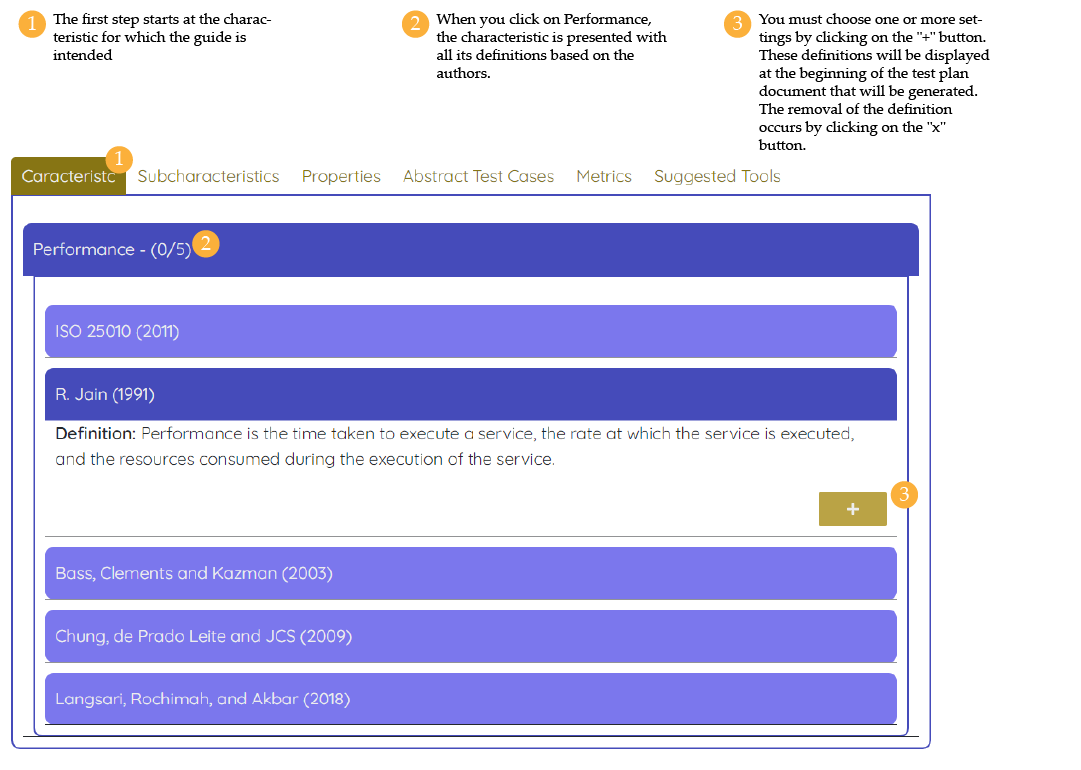 1 The first step starts at the charac-
teristic for which the guide is
intended
2 When you click on Performance,
the characteristic is presented with
all its definitions based on the
authors.
3 You must choose one or more set-
tings by clicking on the "+" button.
These definitions will be displayed
at the beginning of the test plan
document that will be generated.
The removal of the definition
occurs by clicking on the "x"
button.
Caracteristc 1 Subcharacteristics Properties Abstract Test Cases Metrics Suggested Tools
Performance - (0/5) 2
ISO 25010 (2011)
R. Jain (1991)
Definition: Performance is the time taken to execute a service, the rate at which the service is executed,
and the resources consumed during the execution of the service.
+ 3
Bass, Clements and Kazman (2003)
Chung, de Prado Leite and JCS (2009)
Langsari, Rochimah, and Akbar (2018)